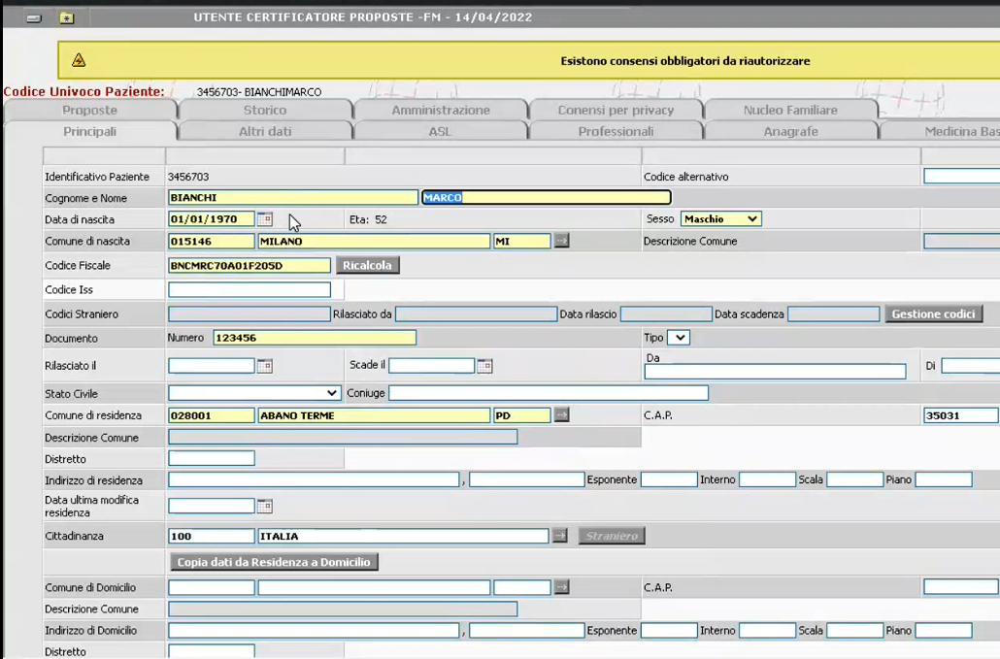 UTENTE CERTIFICATORE PROPOSTE -FM - 14/04/2022
Esistono consensi obbligatori da riautorizzare
Codice Univoco Paziente: 3456703- BIANCHIMARCO
Proposte Storico Amministrazione Conensi per privacy Nucleo Familiare
Principali Altri dati ASL Professionali Anagrafe Medicina Bas
Identificativo Paziente 3456703 Codice alternativo
Cognome e Nome BIANCHI MARCO
Data di nascita 01/01/1970 Eta: 52 Sesso Maschio
Comune di nascita 015146 MILANO MI Descrizione Comune
Codice Fiscale BNCMRC70A01F205D Ricalcola
Codice Iss
Codici Straniero Rilasciato da Data rilascio Data scadenza Gestione codici
Documento Numero 123456 Tipo
Rilasciato il Scade il Da Di
Stato Civile Coniuge
Comune di residenza 028001 ABANO TERME PD C.A.P. 35031
Descrizione Comune
Distretto
Indirizzo di residenza , Esponente Interno Scala Piano
Data ultima modifica
residenza
Cittadinanza 100 ITALIA Straniero
Copia dati da Residenza a Domicilio
Comune di Domicilio C.A.P.
Descrizione Comune
Indirizzo di Domicilio , Esponente Interno Scala Piano
Distretto